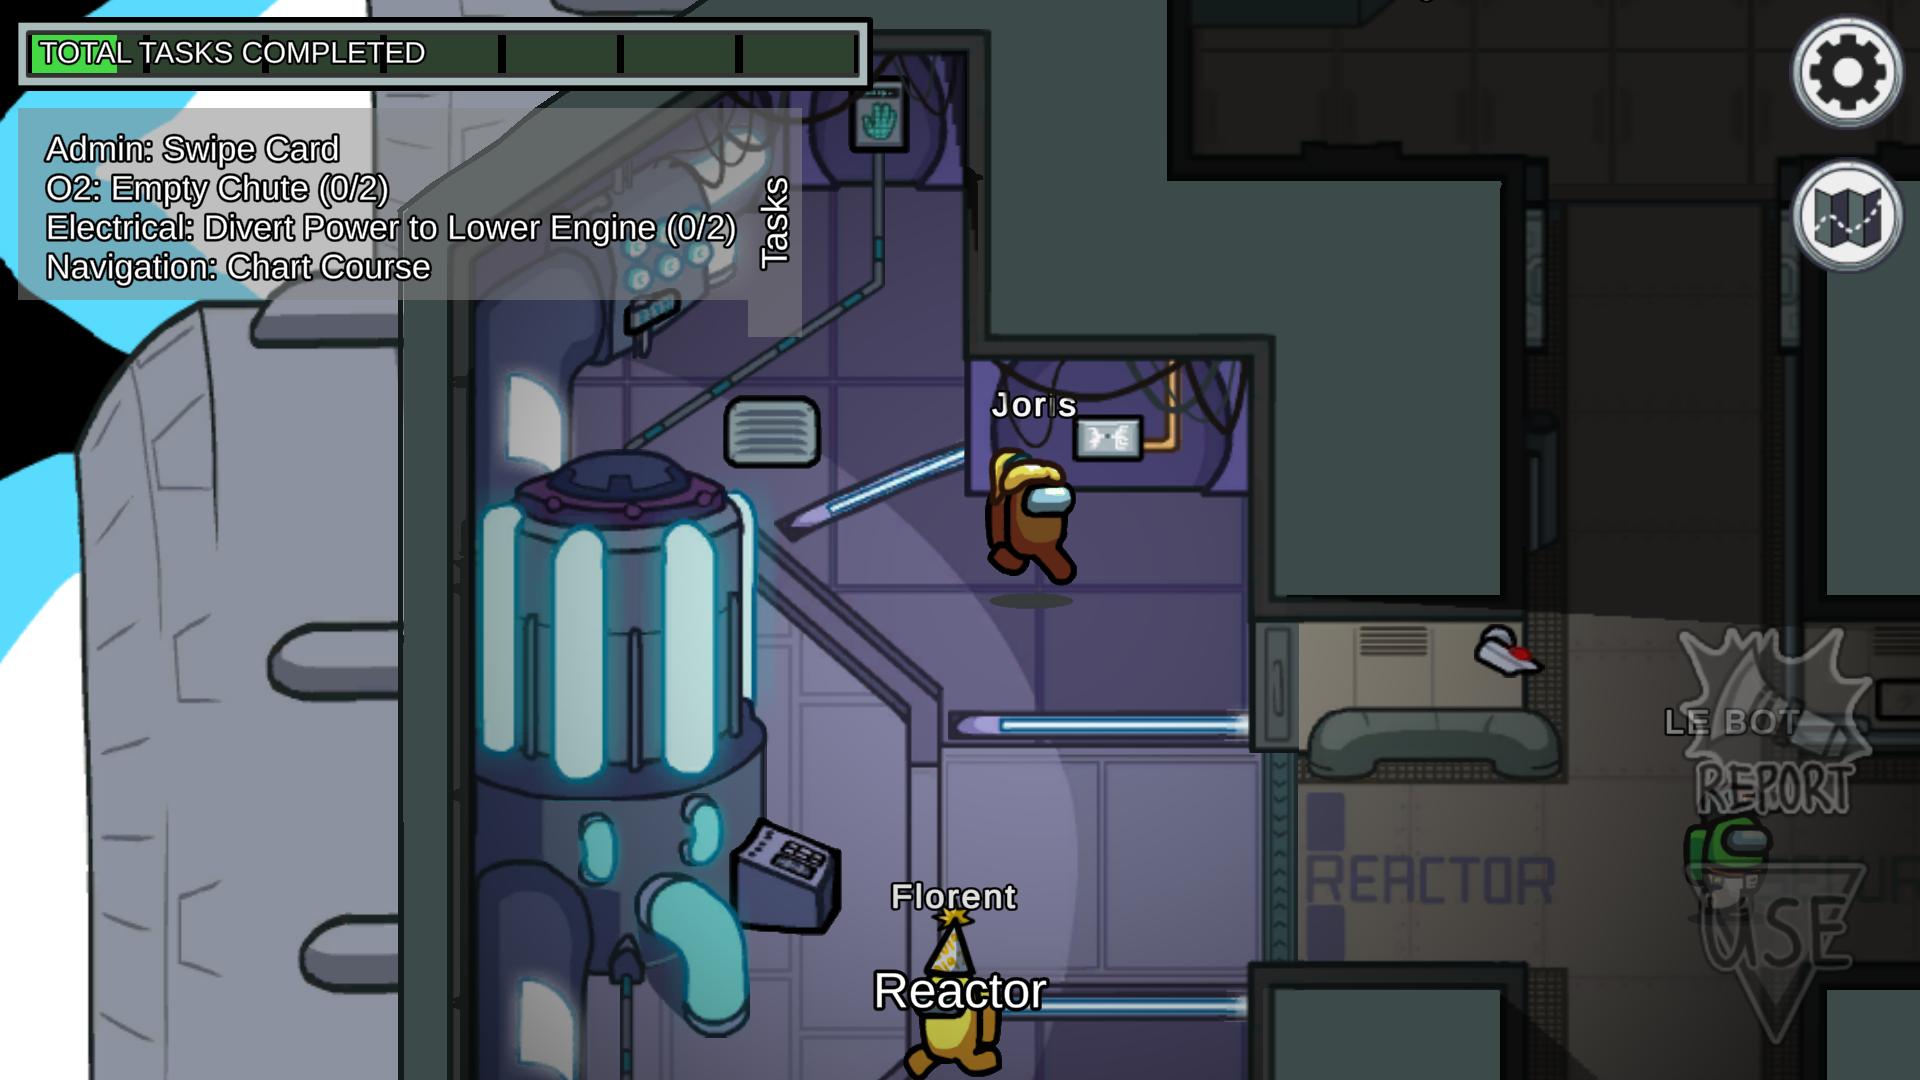 TOTAL TASKS COMPLETED
Admin: Swipe Card
O2: Empty Chute (0/2)
Electrical: Divert Power to Lower Engine (0/2)
Navigation: Chart Course
Tasks
Joris
LE BOT
REPORT
REACTOR
Florent
USE
Reactor